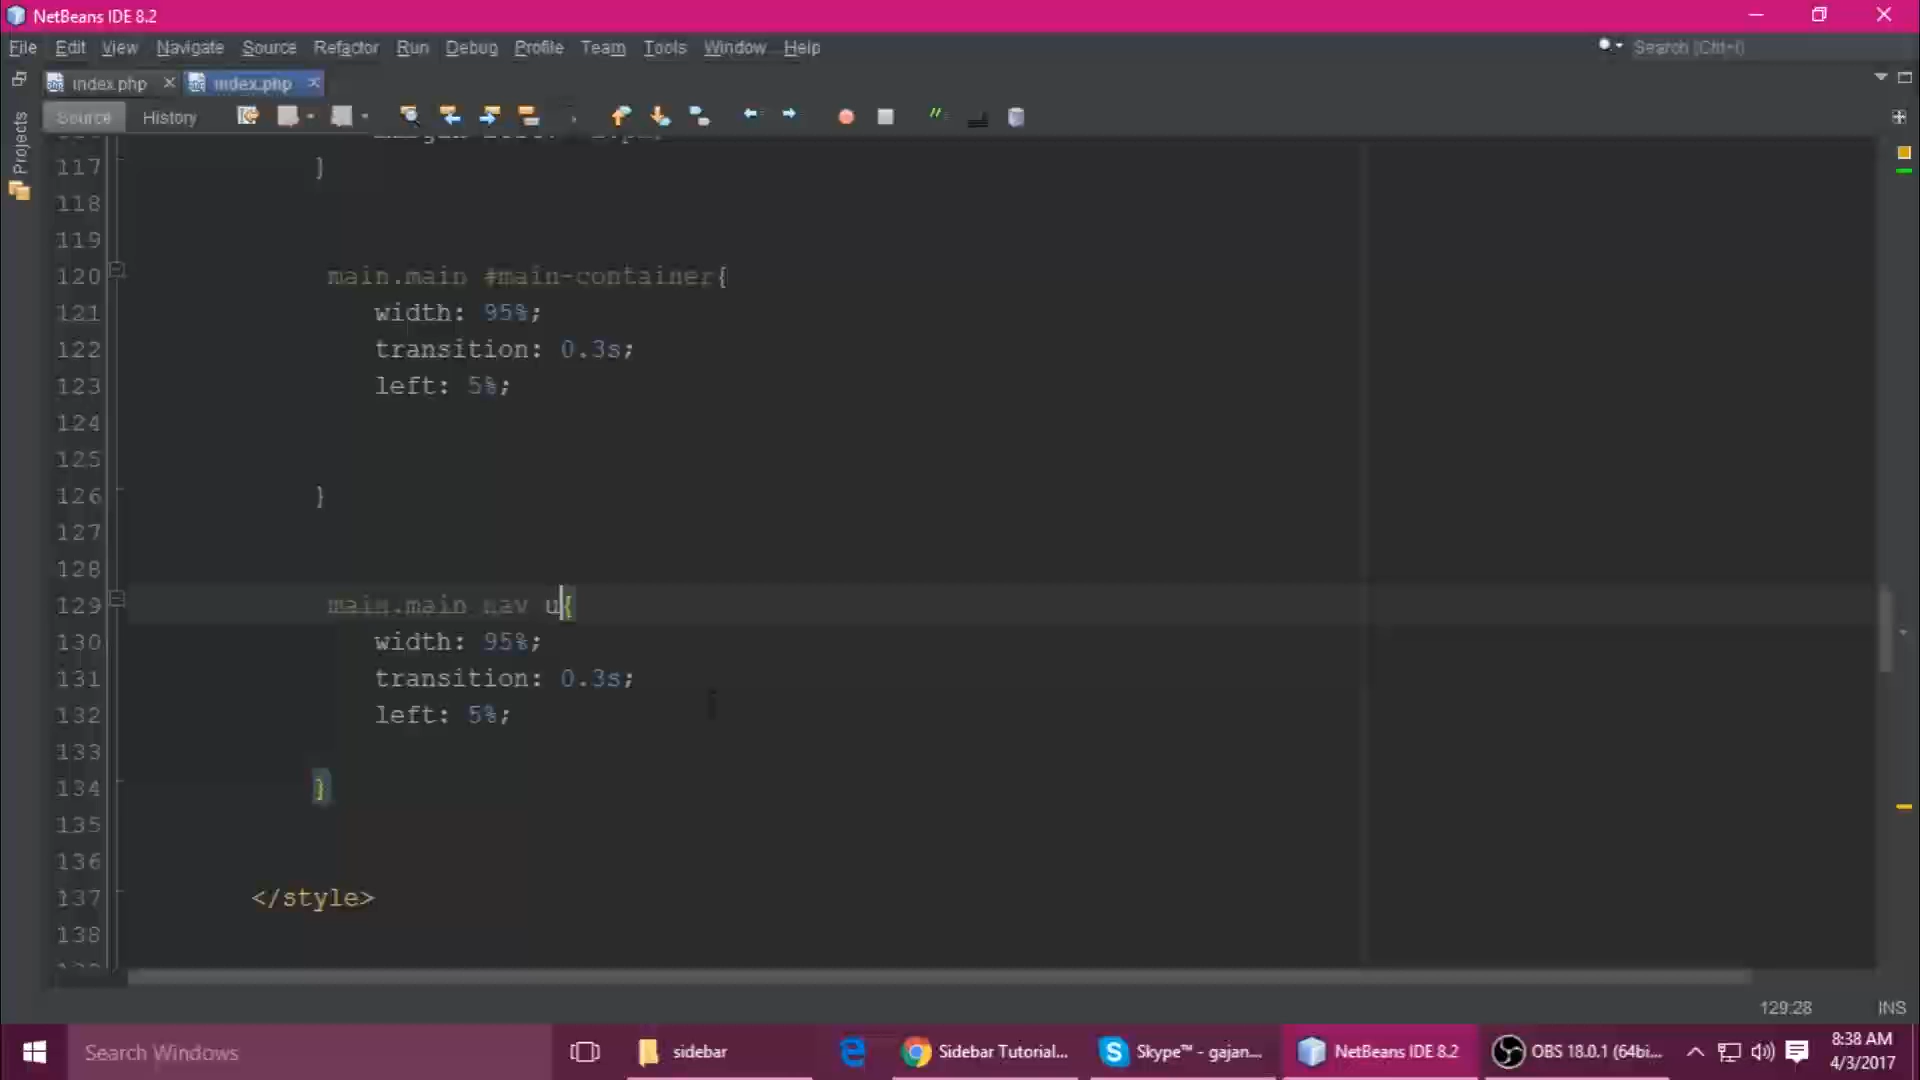 NetBeans IDE 8.2
File Edit View Navigate Source Refactor Run Debug Profile Team Tools Window Help
Search (Ctrl+I)
index.php
index.php
Source History
Projects
117 }
118
119
120 main.main #main-container{
121 width: 95%;
122 transition: 0.3s;
123 left: 5%;
124
125
126 }
127
128
129 main.main nav u{
130 width: 95%;
131 transition: 0.3s;
132 left: 5%;
133
134 }
135
136
137 </style>
138
129:28 INS
Search Windows
sidebar
Sidebar Tutorial...
Skype™ - gajan...
NetBeans IDE 8.2
OBS 18.0.1 (64bi...
8:38 AM
4/3/2017